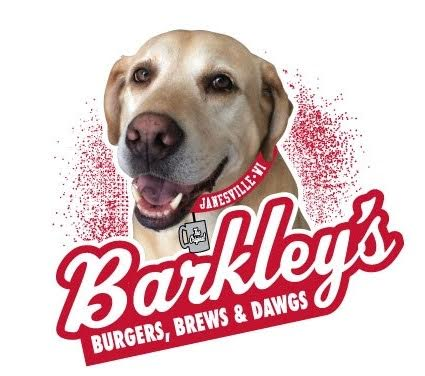 JANESVILLE • WI
Barkley's
BURGERS, BREWS & DAWGS